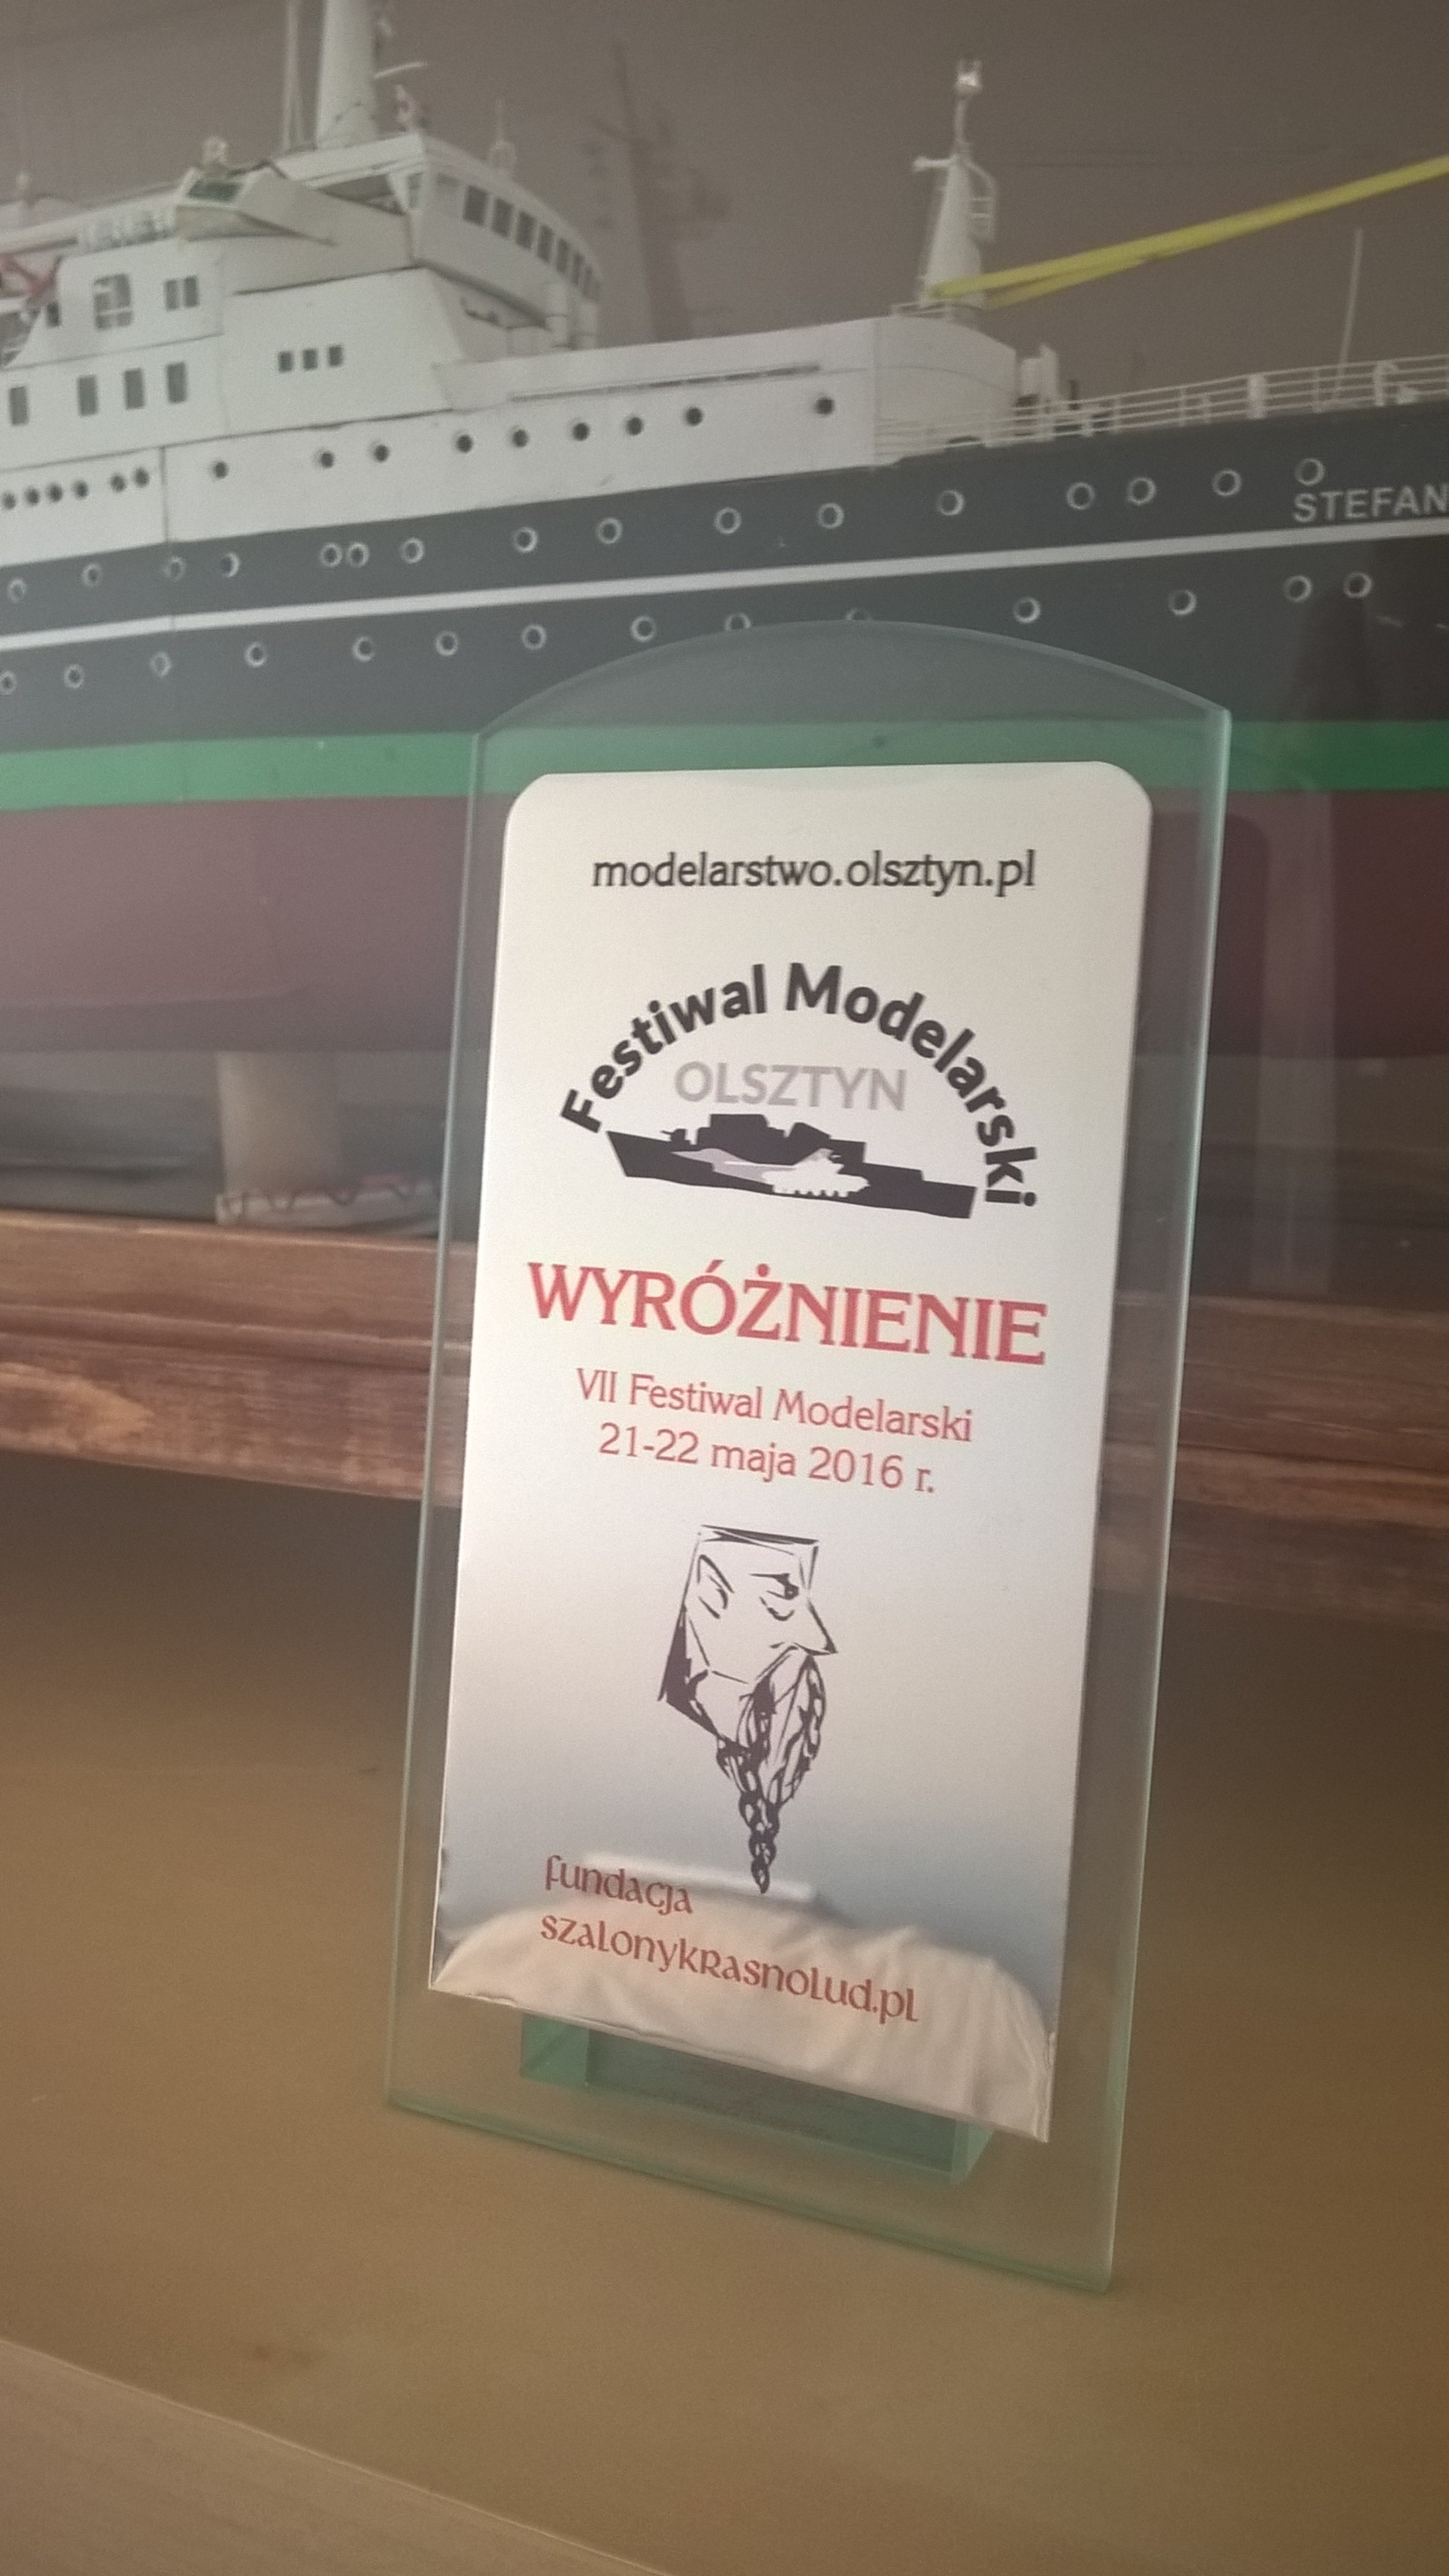 STEFAN
modelarstwo.olsztyn.pl
Festiwal Modelarski
OLSZTYN
WYRÓŻNIENIE
VII Festiwal Modelarski
21-22 maja 2016 r.
fundacja
szalonykrasnolud.pl